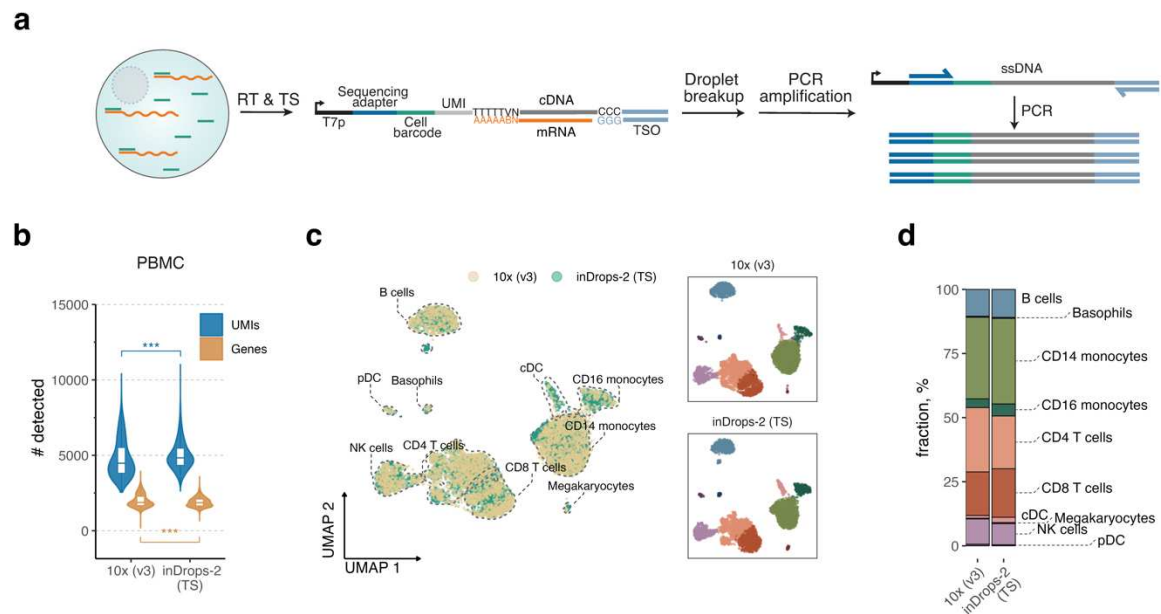 a
RT & TS
Sequencing
adapter
UMI
cDNA
TTTTTVN
CCC
T7p
Cell
barcode
AAAAABN
mRNA
GGG
TSO
Droplet
breakup
PCR
amplification
ssDNA
PCR
b
PBMC
# detected
15000
10000
5000
0
UMIs
Genes
***
***
10x (v3)
inDrops-2
(TS)
c
10x (v3)
inDrops-2 (TS)
B cells
pDC
Basophils
cDC
CD16 monocytes
CD14 monocytes
NK cells
CD4 T cells
CD8 T cells
Megakaryocytes
UMAP 2
UMAP 1
10x (v3)
inDrops-2 (TS)
d
fraction, %
100
75
50
25
0
B cells
Basophils
CD14 monocytes
CD16 monocytes
CD4 T cells
CD8 T cells
cDC
Megakaryocytes
NK cells
pDC
10x (v3)
inDrops-2
(TS)